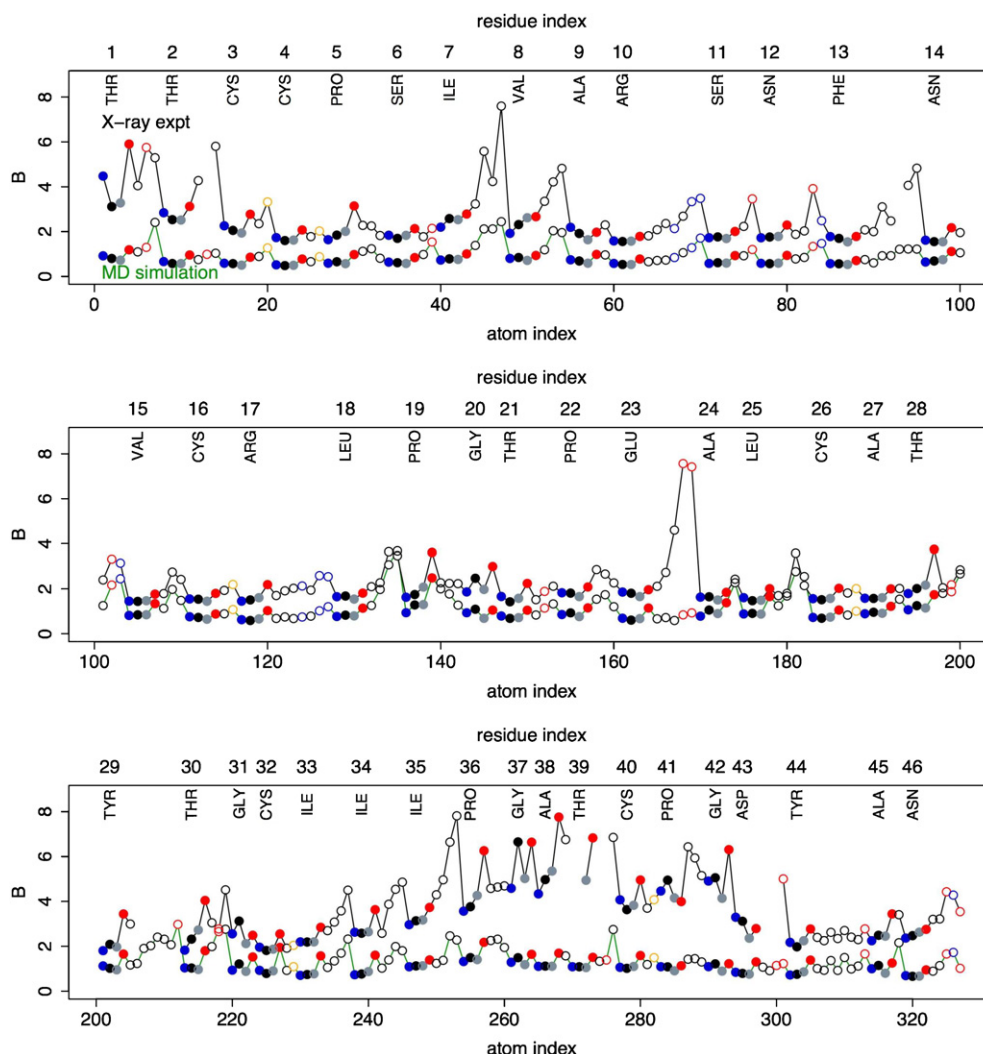 residue index
1 2 3 4 5 6 7 8 9 10 11 12 13 14
THR THR CYS CYS PRO SER ILE VAL ALA ARG SER ASN PHE ASN
X-ray expt
MD simulation
B
8
6
4
2
0
0 20 40 60 80 100
atom index
residue index
15 16 17 18 19 20 21 22 23 24 25 26 27 28
VAL CYS ARG LEU PRO GLY THR PRO GLU ALA LEU CYS ALA THR
B
8
6
4
2
0
100 120 140 160 180 200
atom index
residue index
29 30 31 32 33 34 35 36 37 38 39 40 41 42 43 44 45 46
TYR THR GLY CYS ILE ILE ILE PRO GLY ALA THR CYS PRO GLY ASP TYR ALA ASN
B
8
6
4
2
0
200 220 240 260 280 300 320
atom index